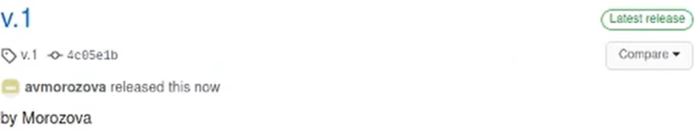 v.1
Latest release
v.1 4c05e1b
Compare
avmorozova released this now
by Morozova